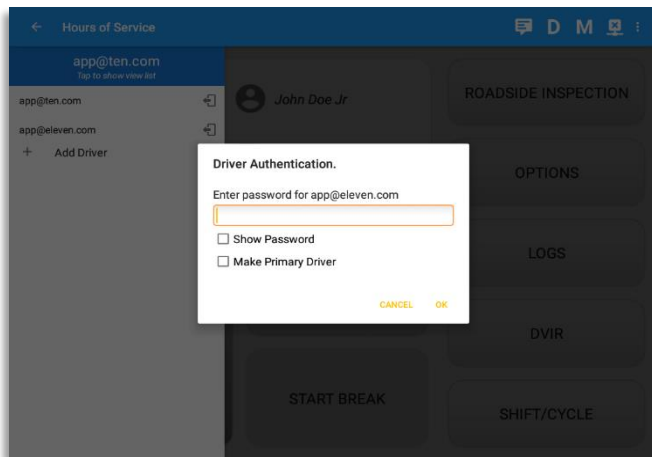 Hours of Service
D M
app@ten.com
Tap to show view list
app@ten.com
app@eleven.com
+ Add Driver
John Doe Jr
ROADSIDE INSPECTION
OPTIONS
LOGS
DVIR
START BREAK
SHIFT/CYCLE
Driver Authentication.
Enter password for app@eleven.com
Show Password
Make Primary Driver
CANCEL OK